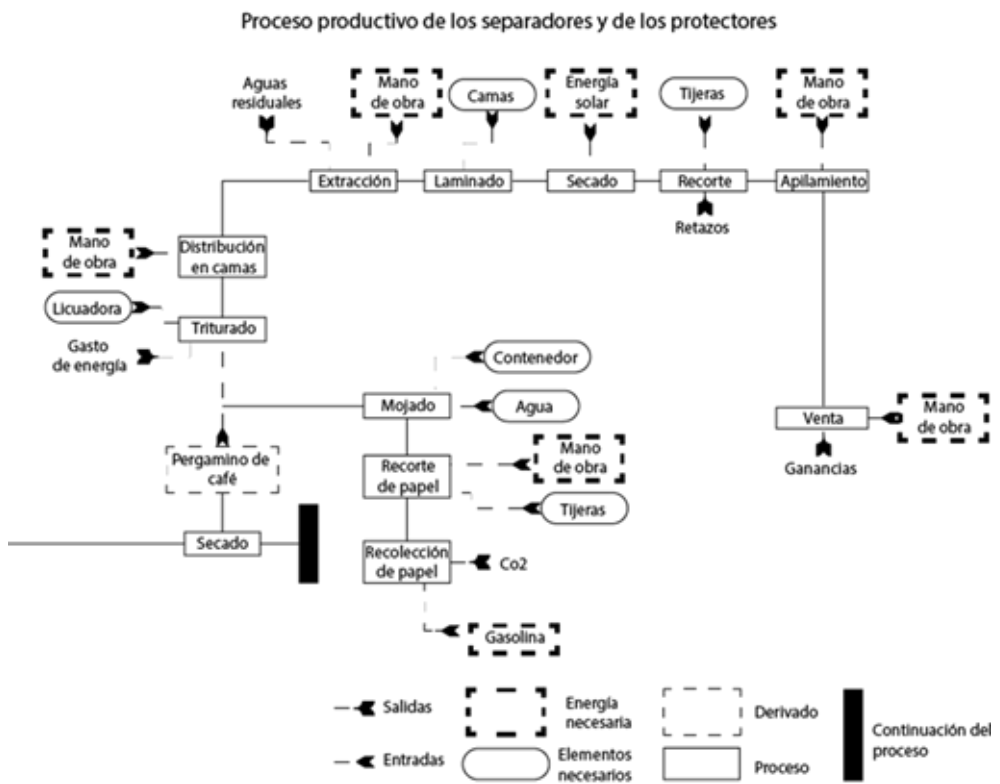 Proceso productivo de los separadores y de los protectores
Aguas
residuales
Mano
de obra
Camas
Energía
solar
Tijeras
Mano
de obra
Extracción
Laminado
Secado
Recorte
Apilamiento
Retazos
Mano
de obra
Distribución
en camas
Licuadora
Triturado
Gasto
de energía
Contenedor
Mojado
Agua
Venta
Mano
de obra
Ganancias
Pergamino de
café
Recorte
de papel
Mano
de obra
Tijeras
Secado
Recolección
de papel
Co2
Gasolina
Salidas
Energía
necesaria
Derivado
Continuación del
proceso
Entradas
Elementos
necesarios
Proceso